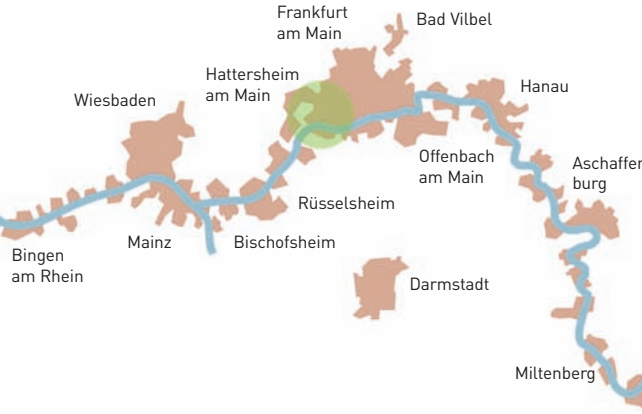 Frankfurt
am Main
Bad Vilbel
Hattersheim
am Main
Wiesbaden
Hanau
Offenbach
am Main
Aschaffen
burg
Rüsselsheim
Mainz
Bischofsheim
Bingen
am Rhein
Darmstadt
Miltenberg